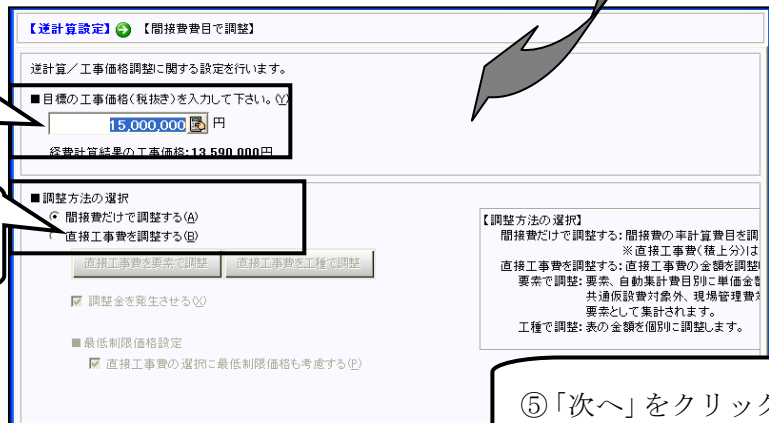 【逆計算設定】 【間接費費目で調整】
逆計算／工事価格調整に関する設定を行います。
■目標の工事価格(税抜き)を入力して下さい。(Y)
15,000,000 円
経費計算結果の工事価格:13,590,000円
■調整方法の選択
間接費だけで調整する(A)
直接工事費を調整する(B)
直接工事費を要素で調整 直接工事費を工種で調整
調整金を発生させる(X)
■最低制限価格設定
直接工事費の選択に最低制限価格も考慮する(P)
【調整方法の選択】
間接費だけで調整する:間接費の率計算費目を調
※直接工事費(積上分)は
直接工事費を調整する:直接工事費の金額を調整
要素で調整:要素、自動集計費目別に単価金
共通仮設費対象外、現場管理費
要素として集計されます。
工種で調整:表の金額を個別に調整します。
⑤「次へ」をクリック